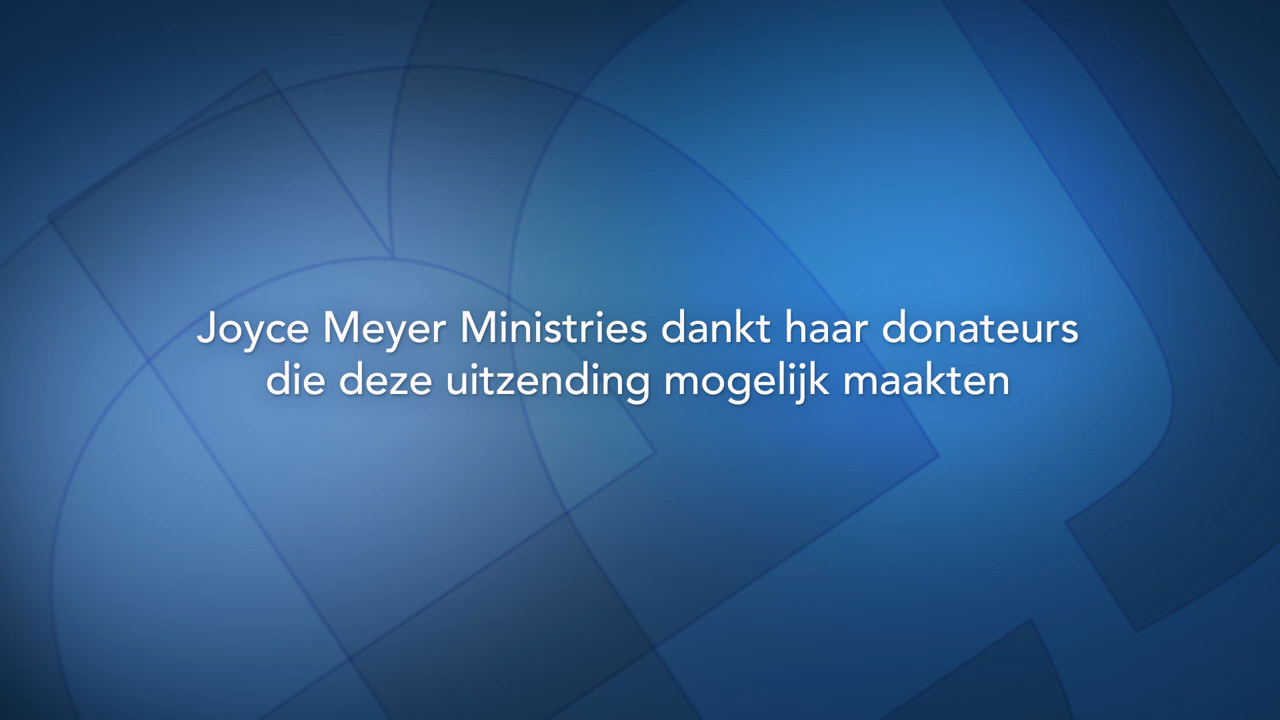 Joyce Meyer Ministries dankt haar donateurs
die deze uitzending mogelijk maakten